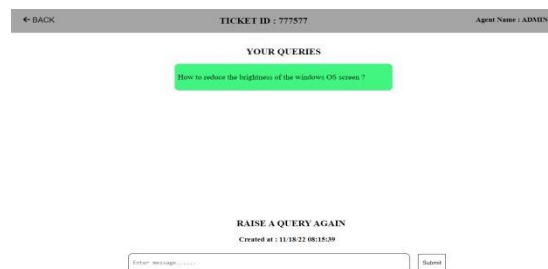 ← BACK TICKET ID : 777577 Agent Name : ADMIN
YOUR QUERIES
How to reduce the brightness of the windows OS screen ?
RAISE A QUERY AGAIN
Created at : 11/18/22 08:15:39
Enter message...... Submit